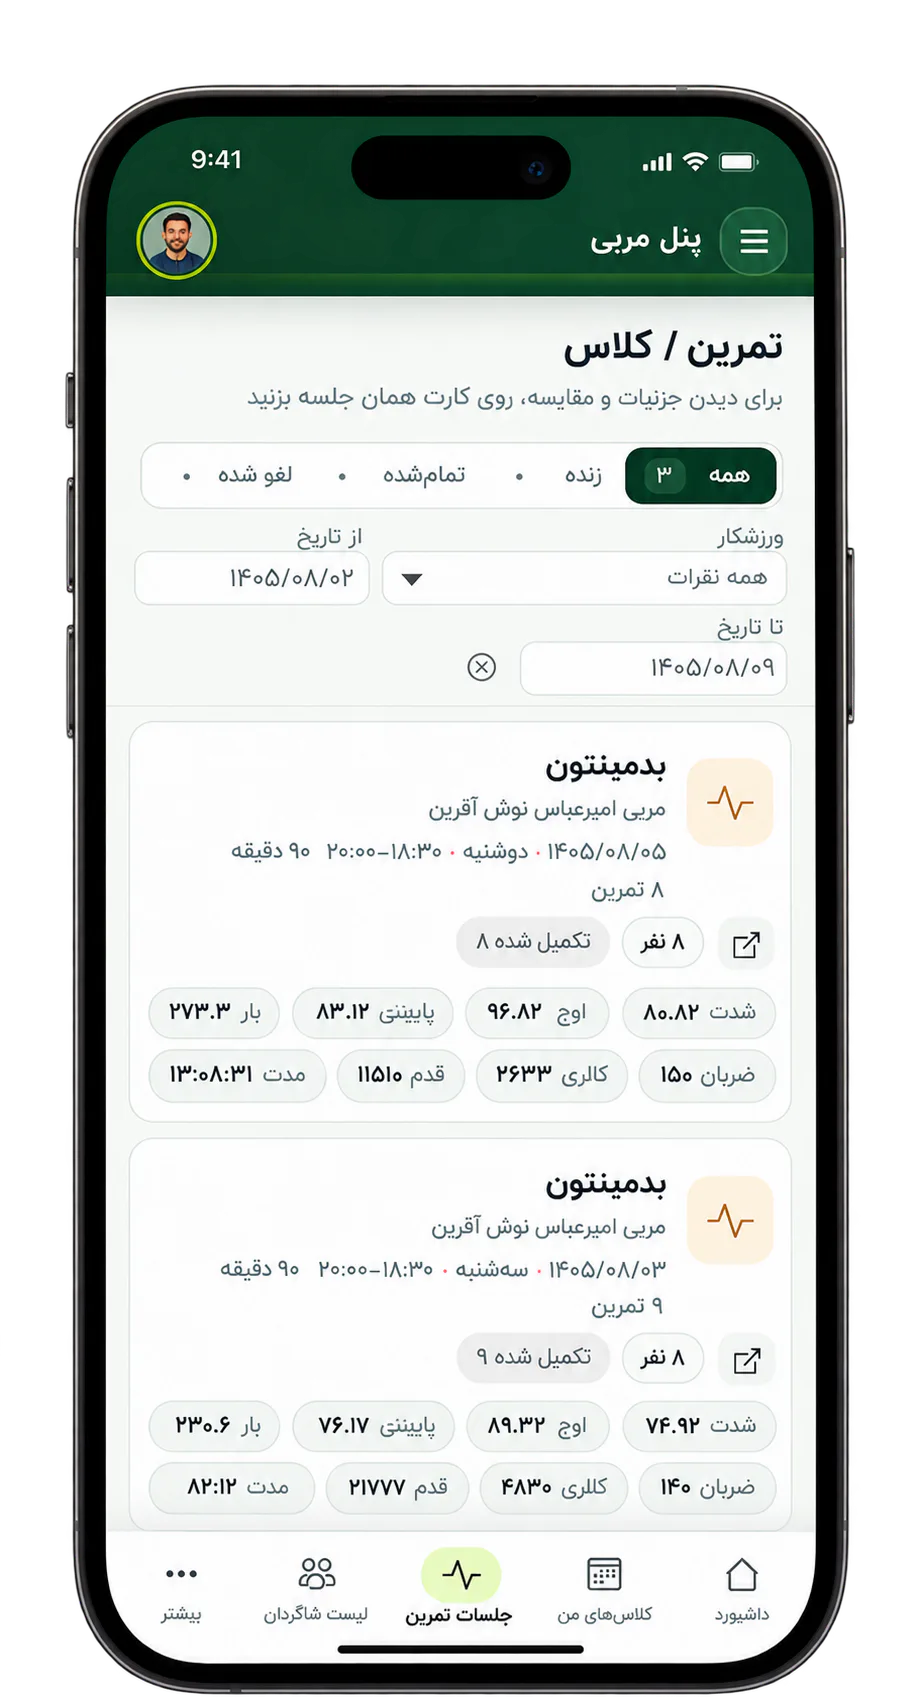 9:41
پنل مربی
تمرین / کلاس
برای دیدن جزئیات و مقایسه، روی کارت همان جلسه بزنید
همه ۳ زنده • تمام‌شده • لغو شده •
ورزشکار از تاریخ
همه نقرات ۱۴۰۵/۰۸/۰۲
تا تاریخ
۱۴۰۵/۰۸/۰۹
بدمینتون
مربی امیرعباس نوش آفرین
۱۴۰۵/۰۸/۰۵ · دوشنبه · ۱۸:۳۰–۲۰:۰۰ ۹۰ دقیقه
۸ تمرین
۸ نفر تکمیل شده ۸
شدت ۸۰.۸۲ اوج ۹۶.۸۲ پایینتی ۸۳.۱۲ بار ۲۷۳.۳
ضربان ۱۵۰ کالری ۲۶۳۳ قدم ۱۱۵۱۰ مدت ۱۳:۰۸:۳۱
بدمینتون
مربی امیرعباس نوش آفرین
۱۴۰۵/۰۸/۰۳ · سه‌شنبه · ۱۸:۳۰–۲۰:۰۰ ۹۰ دقیقه
۹ تمرین
۸ نفر تکمیل شده ۹
شدت ۷۴.۹۲ اوج ۸۹.۳۲ پایینتی ۷۶.۱۷ بار ۲۳۰.۶
ضربان ۱۴۰ کللری ۴۸۳۰ قدم ۲۱۷۷۷ مدت ۸۲:۱۲
داشبورد کلاس‌های من جلسات تمرین لیست شاگردان بیشتر